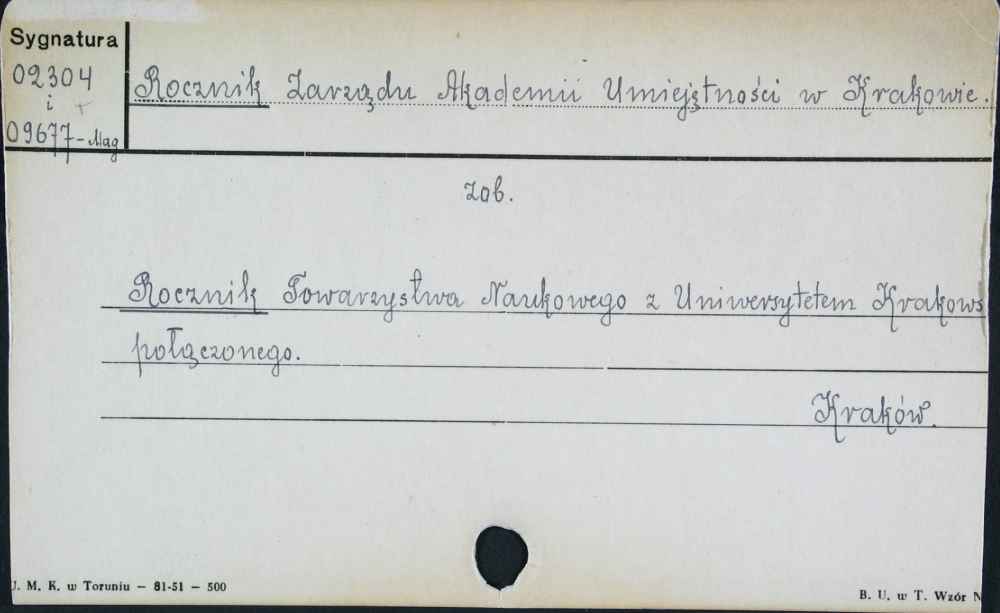 Sygnatura
02304
i
09677-Mag
Rocznik Zarządu Akademii Umiejętności w Krakowie.
zob.
Rocznik Towarzystwa Naukowego z Uniwersytetem Krakows
połączonego.
Kraków.
J. M. K. w Toruniu — 81-51 — 500
B. U. w T. Wzór N